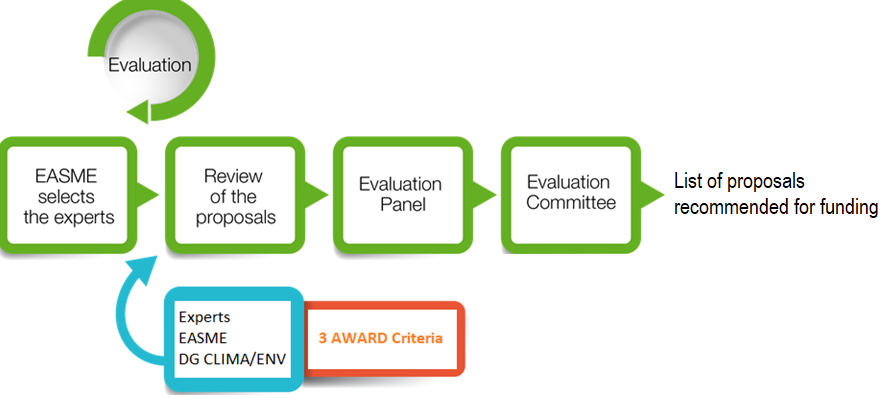 Evaluation
EASME
selects
the experts
Review
of the
proposals
Evaluation
Panel
Evaluation
Committee
List of proposals
recommended for funding
Experts
EASME
DG CLIMA/ENV
3 AWARD Criteria